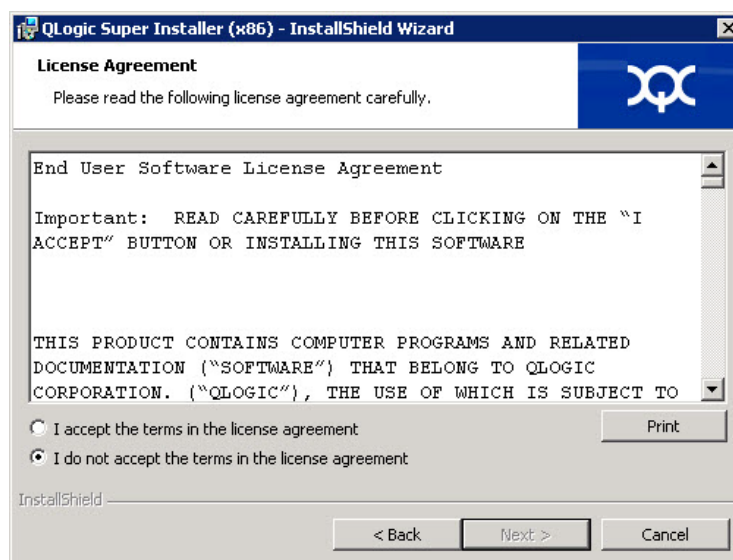 QLogic Super Installer (x86) - InstallShield Wizard
License Agreement
Please read the following license agreement carefully.
End User Software License Agreement
Important:  READ CAREFULLY BEFORE CLICKING ON THE “I
ACCEPT” BUTTON OR INSTALLING THIS SOFTWARE
THIS PRODUCT CONTAINS COMPUTER PROGRAMS AND RELATED
DOCUMENTATION (“SOFTWARE”) THAT BELONG TO QLOGIC
CORPORATION. (“QLOGIC”), THE USE OF WHICH IS SUBJECT TO
I accept the terms in the license agreement
Print
I do not accept the terms in the license agreement
InstallShield
< Back
Next >
Cancel